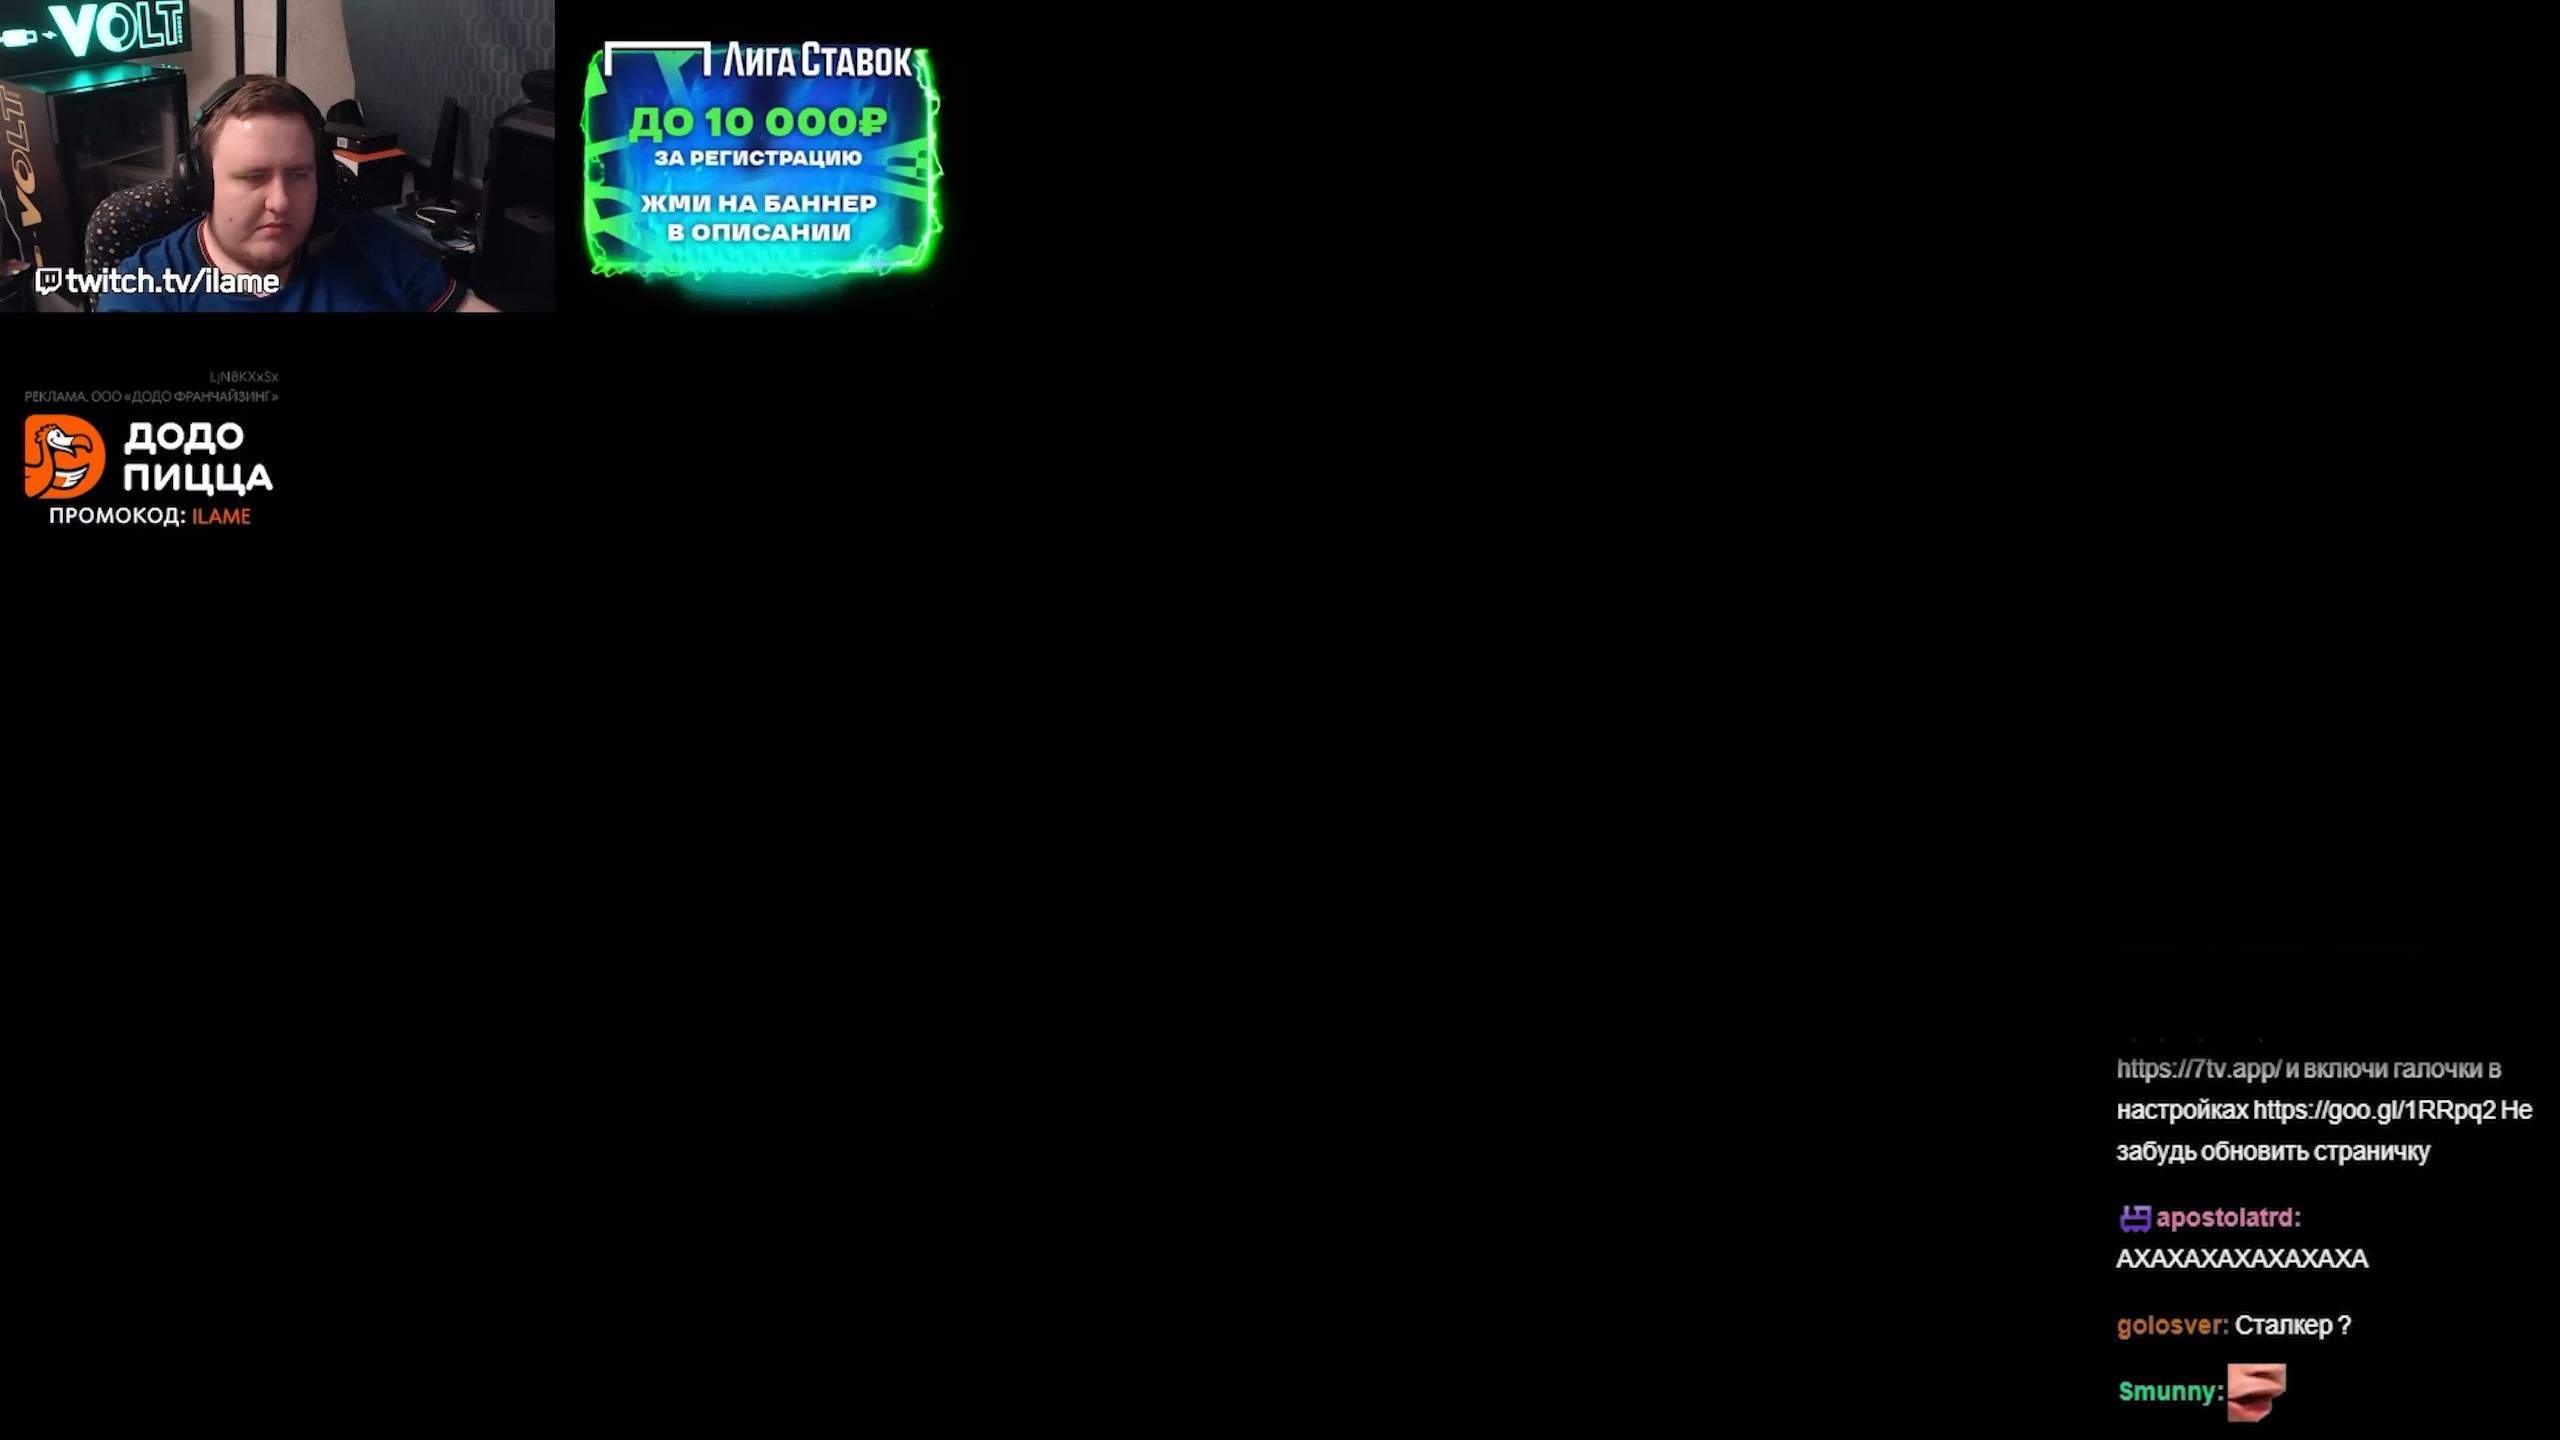 VOLT
VOLT
twitch.tv/ilame
ЛИГА СТАВОК
ДО 10 000₽
ЗА РЕГИСТРАЦИЮ
ЖМИ НА БАННЕР
В ОПИСАНИИ
LjN8KXxSx
РЕКЛАМА. ООО «ДОДО ФРАНЧАЙЗИНГ»
ДОДО
ПИЦЦА
ПРОМОКОД: ILAME
https://7tv.app/ и включи галочки в
настройках https://goo.gl/1RRpq2 Не
забудь обновить страничку
apostolatrd:
АХАХАХАХАХАХАХА
golosver: Сталкер ?
Smunny: